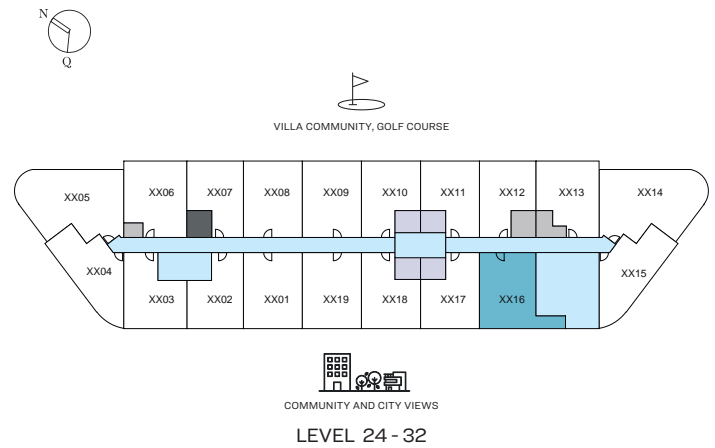 N
Q
VILLA COMMUNITY, GOLF COURSE
XX05 XX06 XX07 XX08 XX09 XX10 XX11 XX12 XX13 XX14
XX04 XX03 XX02 XX01 XX19 XX18 XX17 XX16 XX15
COMMUNITY AND CITY VIEWS
LEVEL 24 - 32